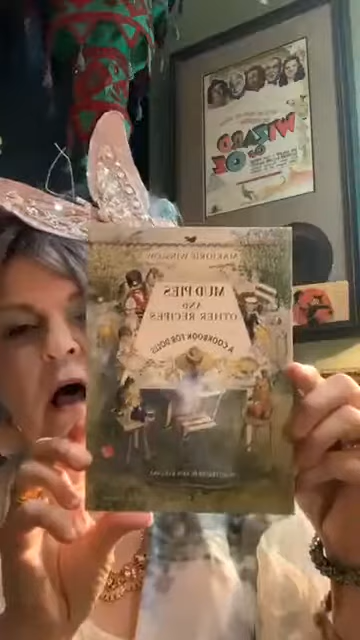 MARJORIE WINSLOW
MUD PIES
AND
OTHER RECIPES
A COOKBOOK FOR DOLLS
WIZARD
OF OZ